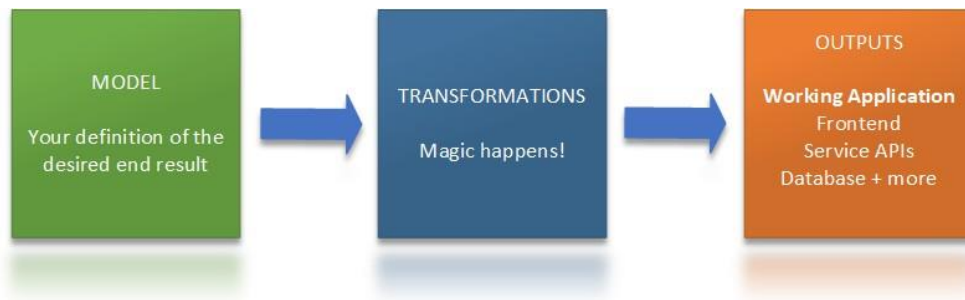 MODEL
Your definition of the
desired end result
TRANSFORMATIONS
Magic happens!
OUTPUTS
Working Application
Frontend
Service APIs
Database + more